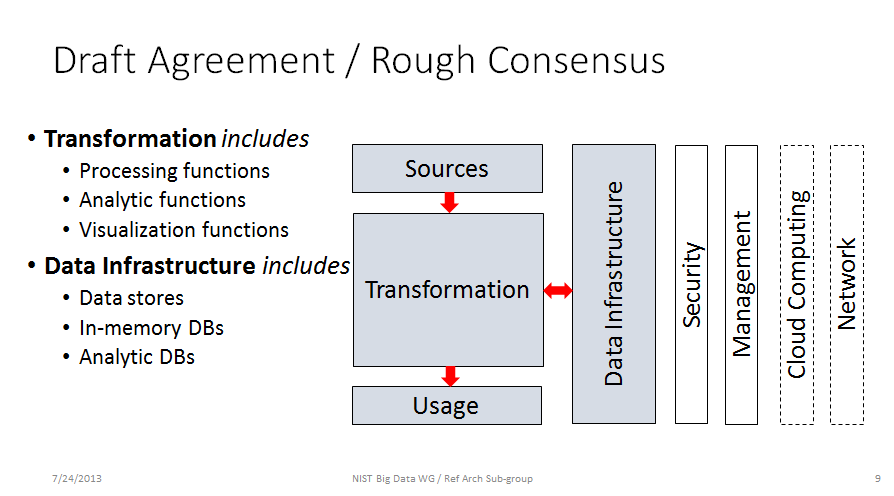 Draft Agreement / Rough Consensus
• Transformation includes
• Processing functions
• Analytic functions
• Visualization functions
• Data Infrastructure includes
• Data stores
• In-memory DBs
• Analytic DBs
Sources
Transformation
Usage
Data Infrastructure
Security
Management
Cloud Computing
Network
7/24/2013
NIST Big Data WG / Ref Arch Sub-group
9